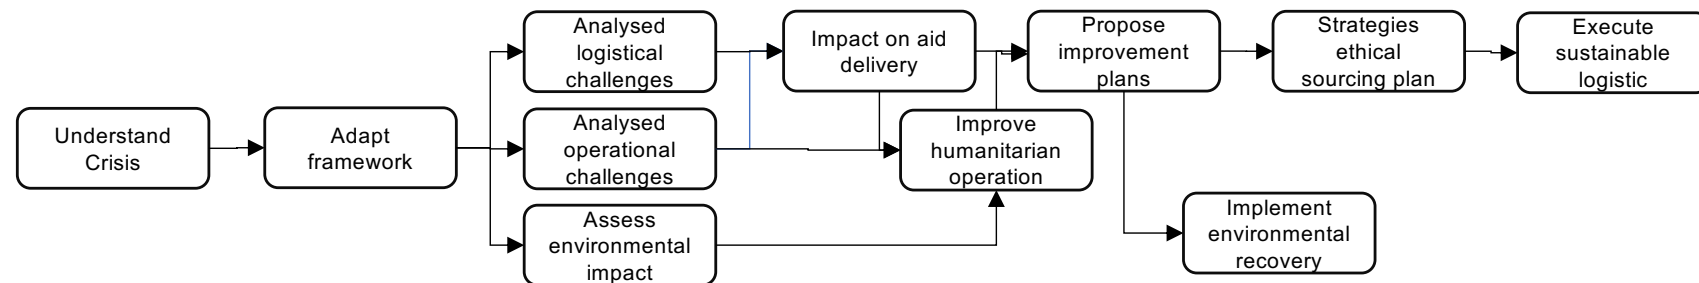 Understand
Crisis
Adapt
framework
Analysed
logistical
challenges
Analysed
operational
challenges
Assess
environmental
impact
Impact on aid
delivery
Improve
humanitarian
operation
Propose
improvement
plans
Implement
environmental
recovery
Strategies
ethical
sourcing plan
Execute
sustainable
logistic